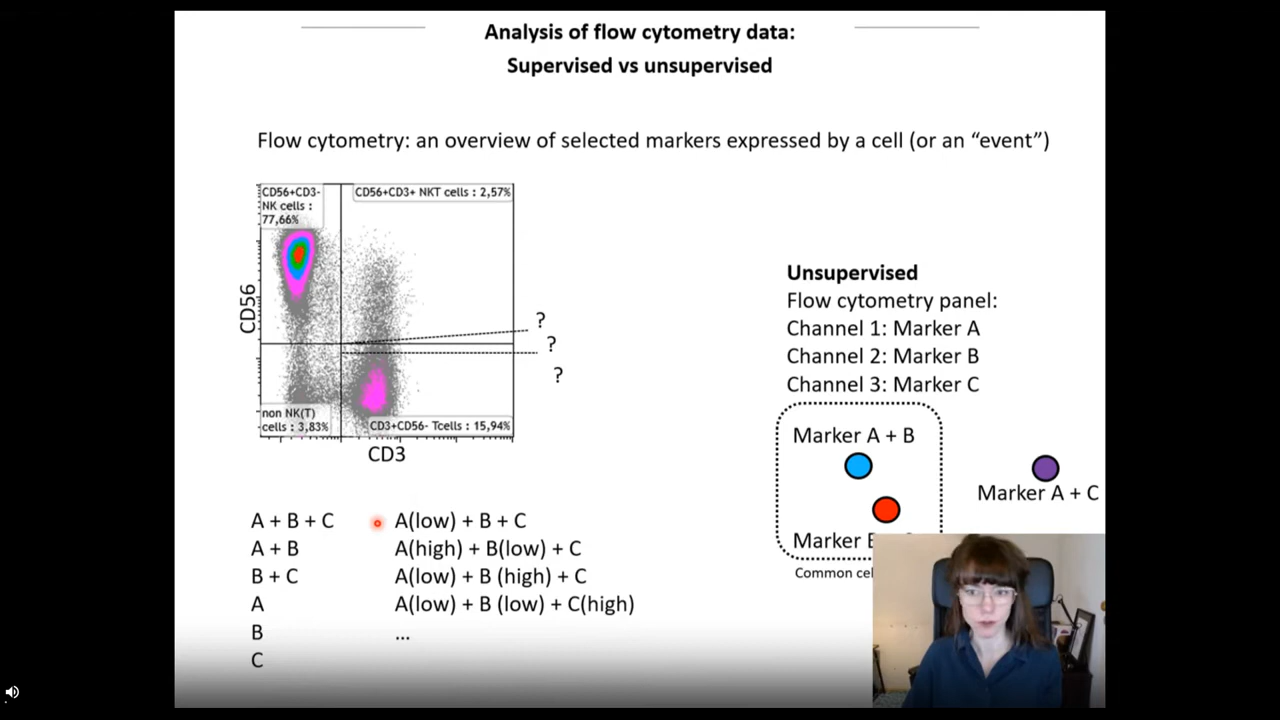 Analysis of flow cytometry data:
Supervised vs unsupervised
Flow cytometry: an overview of selected markers expressed by a cell (or an “event”)
CD56+CD3-
NK cells :
77,66%
CD56+CD3+ NKT cells : 2,57%
CD56
?
?
?
non NK(T)
cells : 3,83%
CD3+CD56- Tcells : 15,94%
CD3
Unsupervised
Flow cytometry panel:
Channel 1: Marker A
Channel 2: Marker B
Channel 3: Marker C
Marker A + B
Marker A + C
Marker
Common
A + B + C
A + B
B + C
A
B
C
A(low) + B + C
A(high) + B(low) + C
A(low) + B (high) + C
A(low) + B (low) + C(high)
...